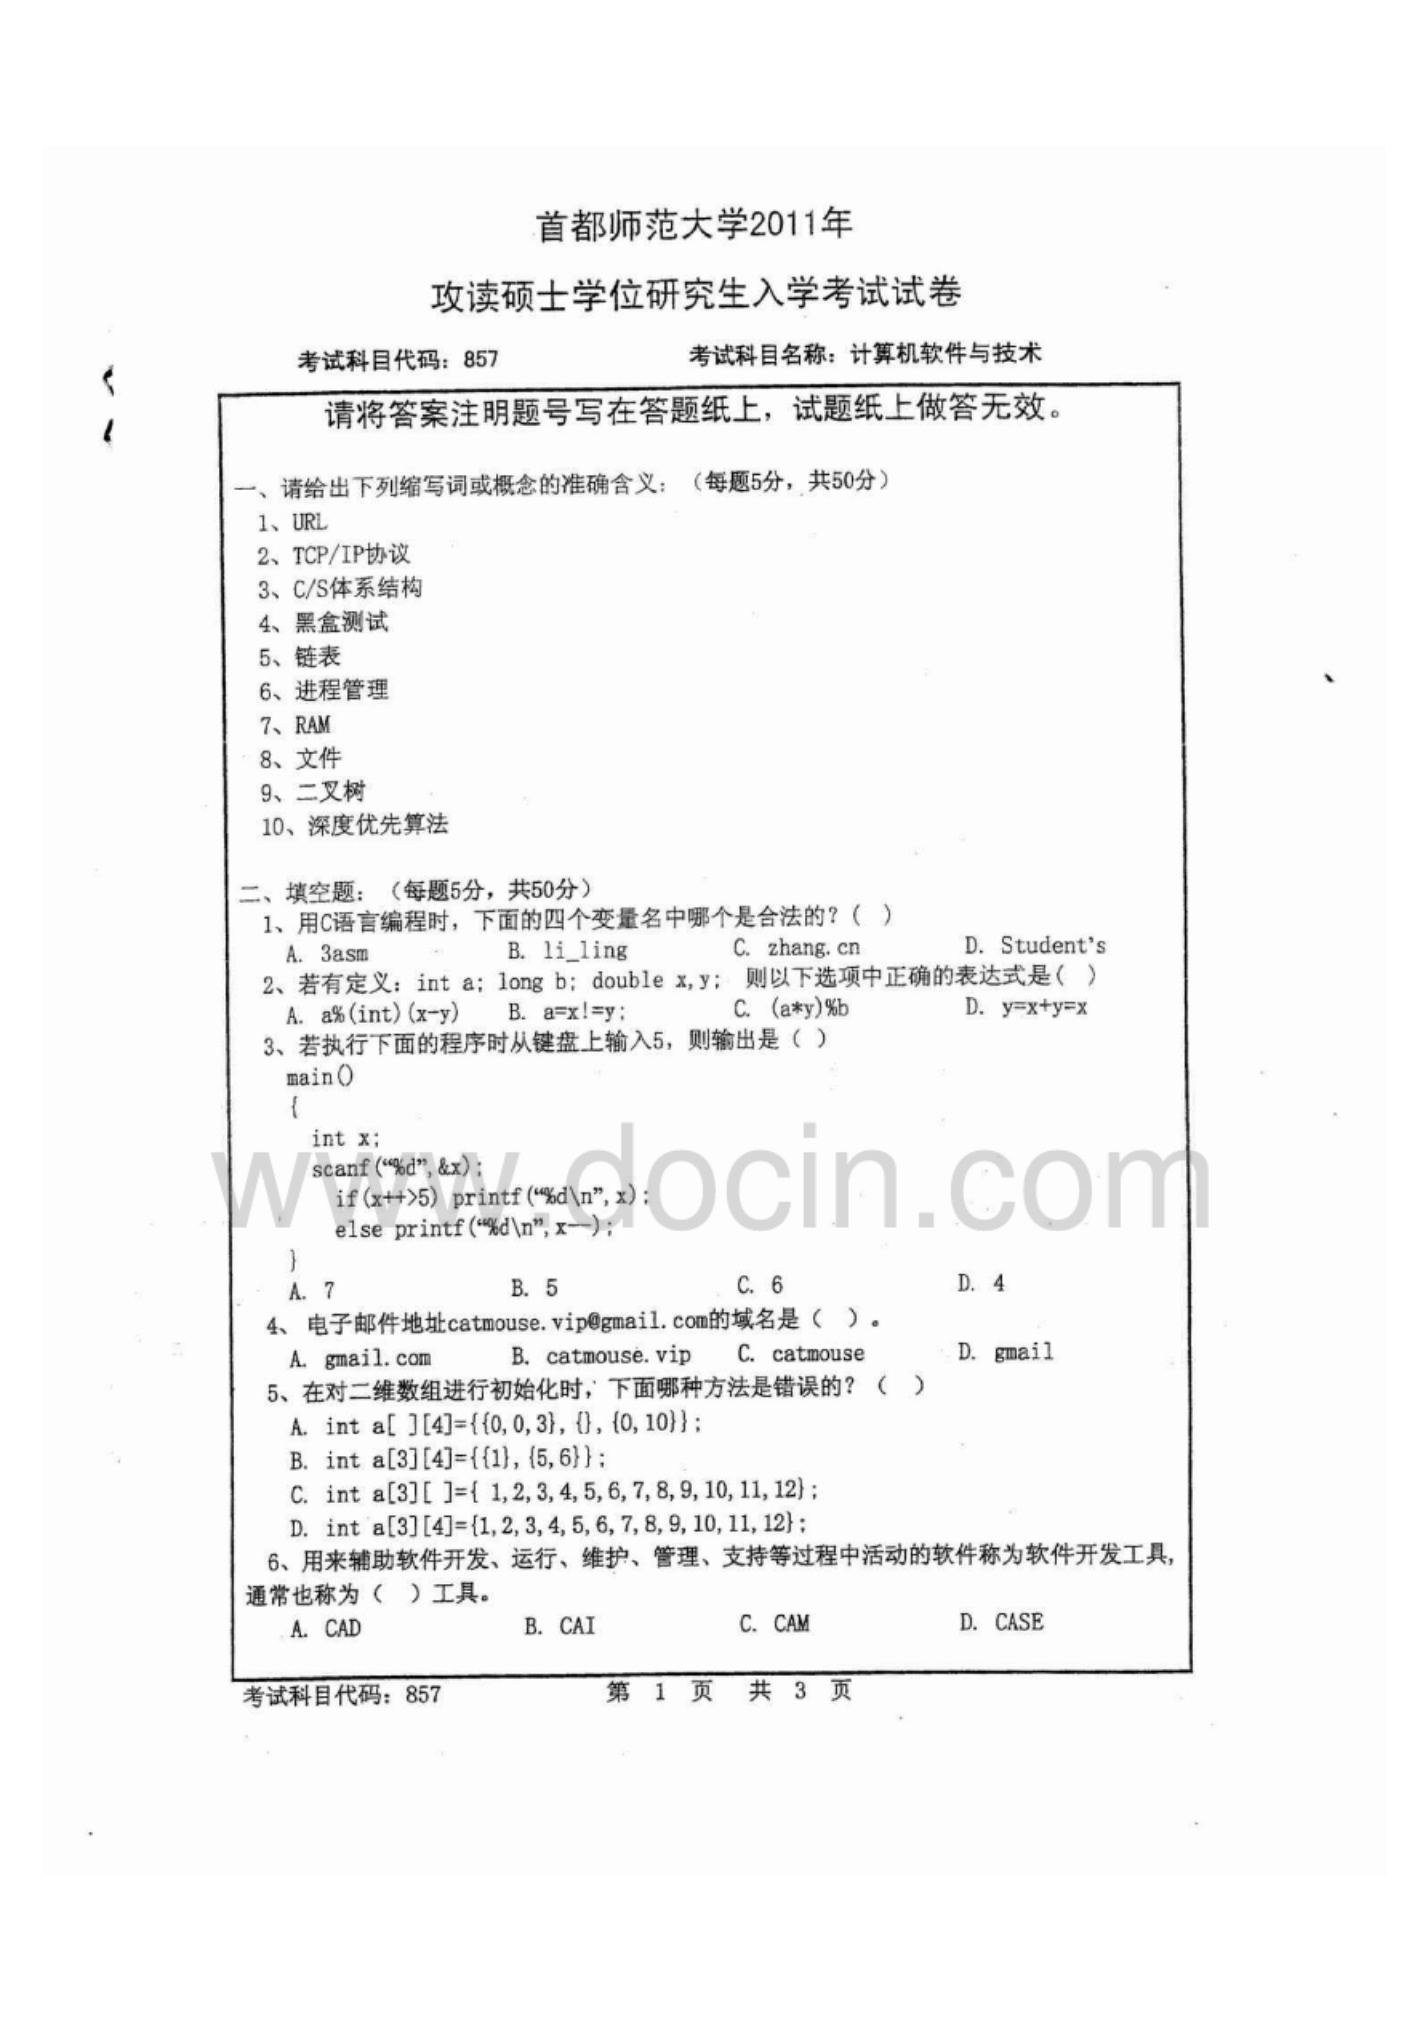 首都师范大学2011年
攻读硕士学位研究生入学考试试卷
考试科目代码：857 考试科目名称：计算机软件与技术
请将答案注明题号写在答题纸上，试题纸上做答无效。
一、请给出下列缩写词或概念的准确含义：（每题5分，共50分）
1、URL
2、TCP/IP协议
3、C/S体系结构
4、黑盒测试
5、链表
6、进程管理
7、RAM
8、文件
9、二叉树
10、深度优先算法
二、填空题：（每题5分，共50分）
1、用C语言编程时，下面的四个变量名中哪个是合法的？（ ）
A. 3asm B. li_ling C. zhang.cn D. Student's
2、若有定义：int a; long b; double x,y; 则以下选项中正确的表达式是（ ）
A. a%(int)(x-y) B. a=x!=y; C. (a*y)%b D. y=x+y=x
3、若执行下面的程序时从键盘上输入5，则输出是（ ）
main()
{
int x;
scanf(“%d”,&x);
if(x++>5) printf(“%d\n”,x);
else printf(“%d\n”,x—);
}
A. 7 B. 5 C. 6 D. 4
4、 电子邮件地址catmouse.vip@gmail.com的域名是（ ）。
A. gmail.com B. catmouse.vip C. catmouse D. gmail
5、在对二维数组进行初始化时，下面哪种方法是错误的？（ ）
A. int a[ ][4]={{0,0,3},{},{0,10}};
B. int a[3][4]={{1},{5,6}};
C. int a[3][ ]={ 1,2,3,4,5,6,7,8,9,10,11,12};
D. int a[3][4]={1,2,3,4,5,6,7,8,9,10,11,12};
6、用来辅助软件开发、运行、维护、管理、支持等过程中活动的软件称为软件开发工具，
通常也称为（ ）工具。
A. CAD B. CAI C. CAM D. CASE
考试科目代码：857 第 1 页 共 3 页
www.docin.com